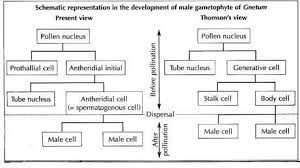 Schematic representation in the development of male gametophyte of Gnetum
Present view
Thomson's view
Pollen nucleus
Pollen nucleus
Prothallial cell
Antheridial initial
Tube nucleus
Generative cell
Before pollination
Tube nucleus
Antheridial cell
(= spermatogenous cell)
Stalk cell
Body cell
Dispersal
Male cell
Male cell
After
pollination
Male cell
Male cell